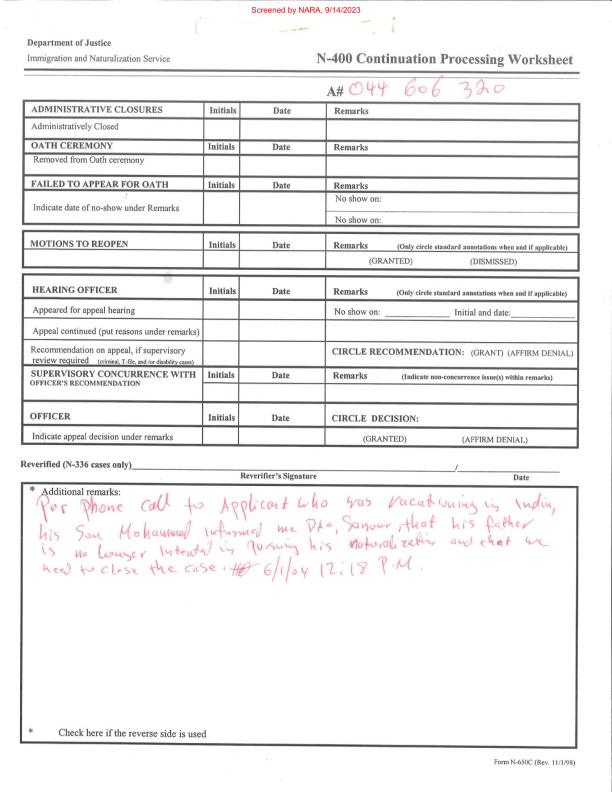 Screened by NARA, 9/14/2023
Department of Justice
Immigration and Naturalization Service
N-400 Continuation Processing Worksheet
A# 044 606 320
ADMINISTRATIVE CLOSURES Initials Date Remarks
Administratively Closed
OATH CEREMONY Initials Date Remarks
Removed from Oath ceremony
FAILED TO APPEAR FOR OATH Initials Date Remarks
Indicate date of no-show under Remarks
No show on:
No show on:
MOTIONS TO REOPEN Initials Date Remarks (Only circle standard annotations when and if applicable)
(GRANTED) (DISMISSED)
HEARING OFFICER Initials Date Remarks (Only circle standard annotations when and if applicable)
Appeared for appeal hearing No show on: Initial and date:
Appeal continued (put reasons under remarks)
Recommendation on appeal, if supervisory
review required (criminal, T-file, and /or disability cases)
CIRCLE RECOMMENDATION: (GRANT) (AFFIRM DENIAL)
SUPERVISORY CONCURRENCE WITH Initials Date Remarks (Indicate non-concurrence issue(s) within remarks)
OFFICER'S RECOMMENDATION
OFFICER Initials Date CIRCLE DECISION:
Indicate appeal decision under remarks (GRANTED) (AFFIRM DENIAL)
Reverified (N-336 cases only) /
Reverifier's Signature Date
* Additional remarks:
Per phone call to Applicant who was vacationing in India,
his Son Mohammed informed me DAO, that his father
is no longer in his naturalization and that we
need to close the case. 6/1/04 12:18 P.M.
* Check here if the reverse side is used
Form N-650C (Rev. 11/1/98)